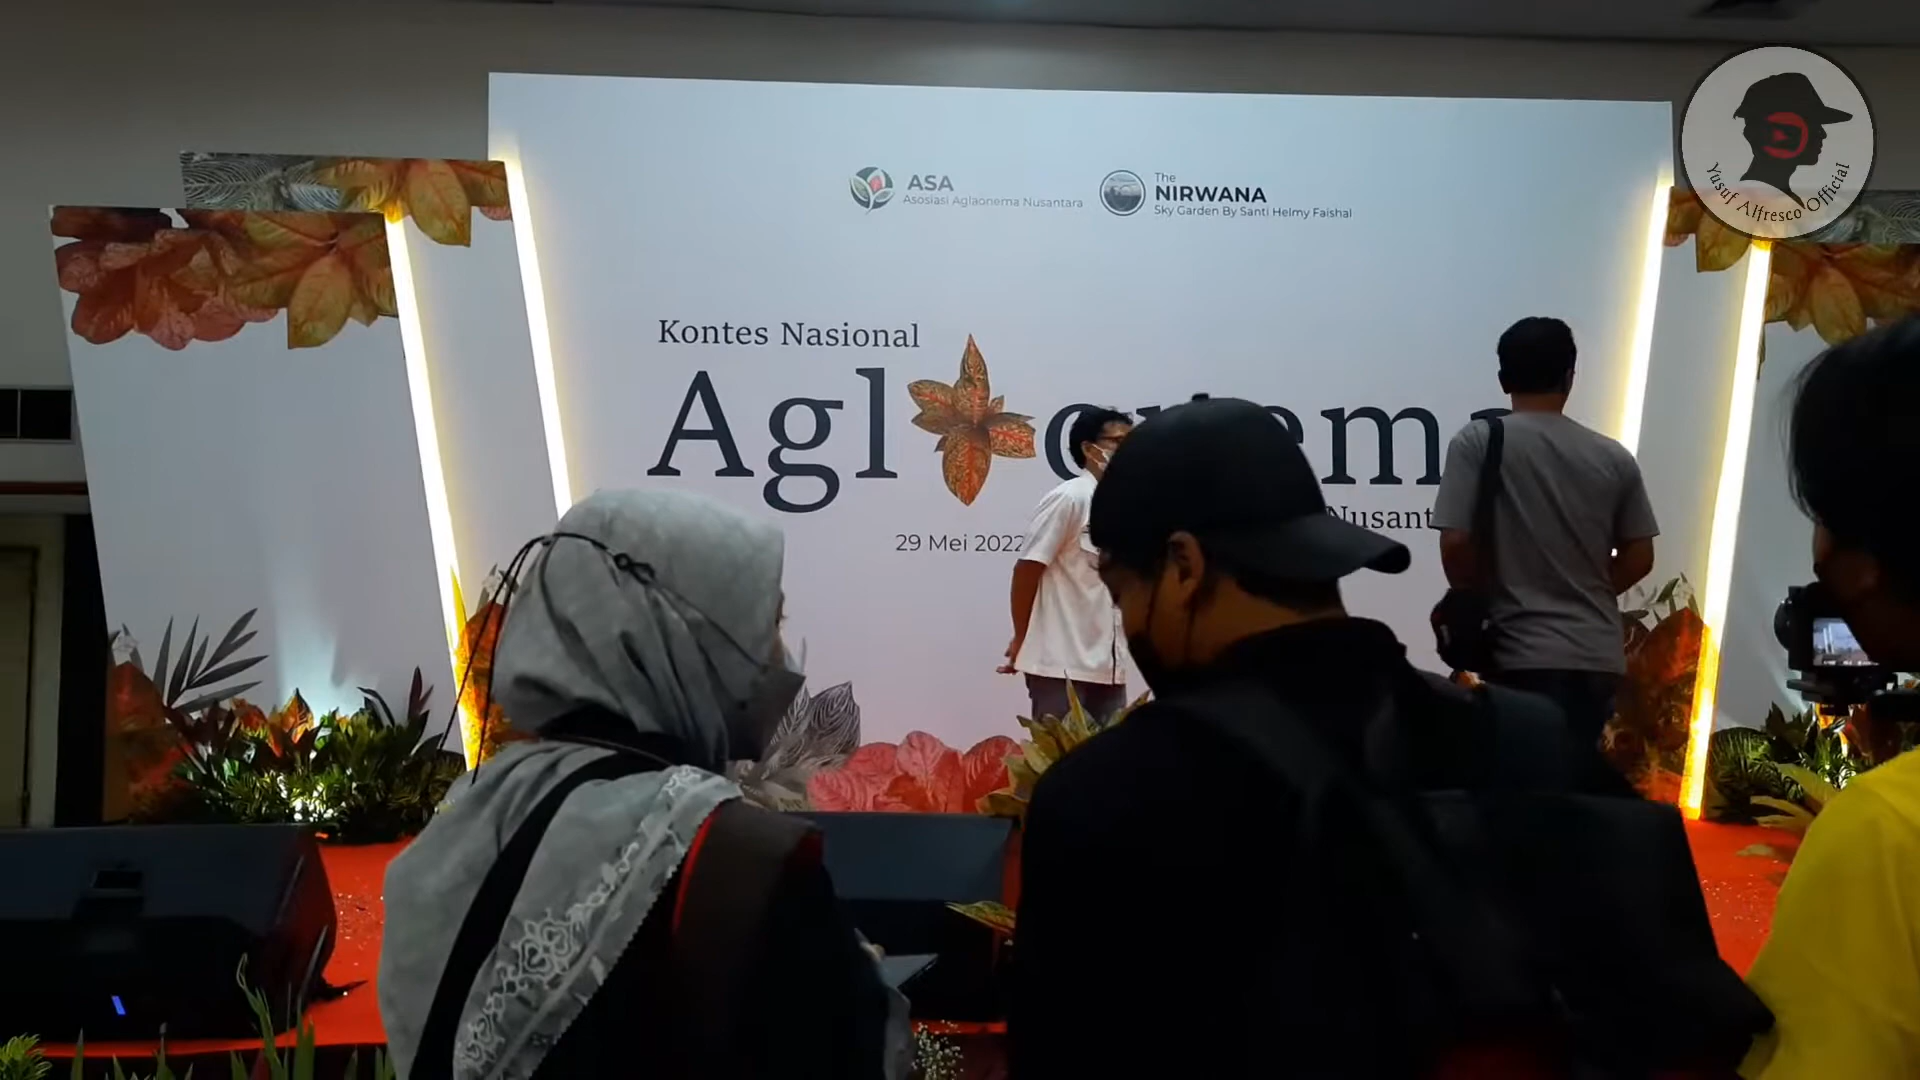 ASA
Asosiasi Aglaonema Nusantara
The
NIRWANA
Sky Garden By Santi Helmy Faishal
Kontes Nasional
Agl onema
Nusant
29 Mei 2022
Yusuf Alfresco Official